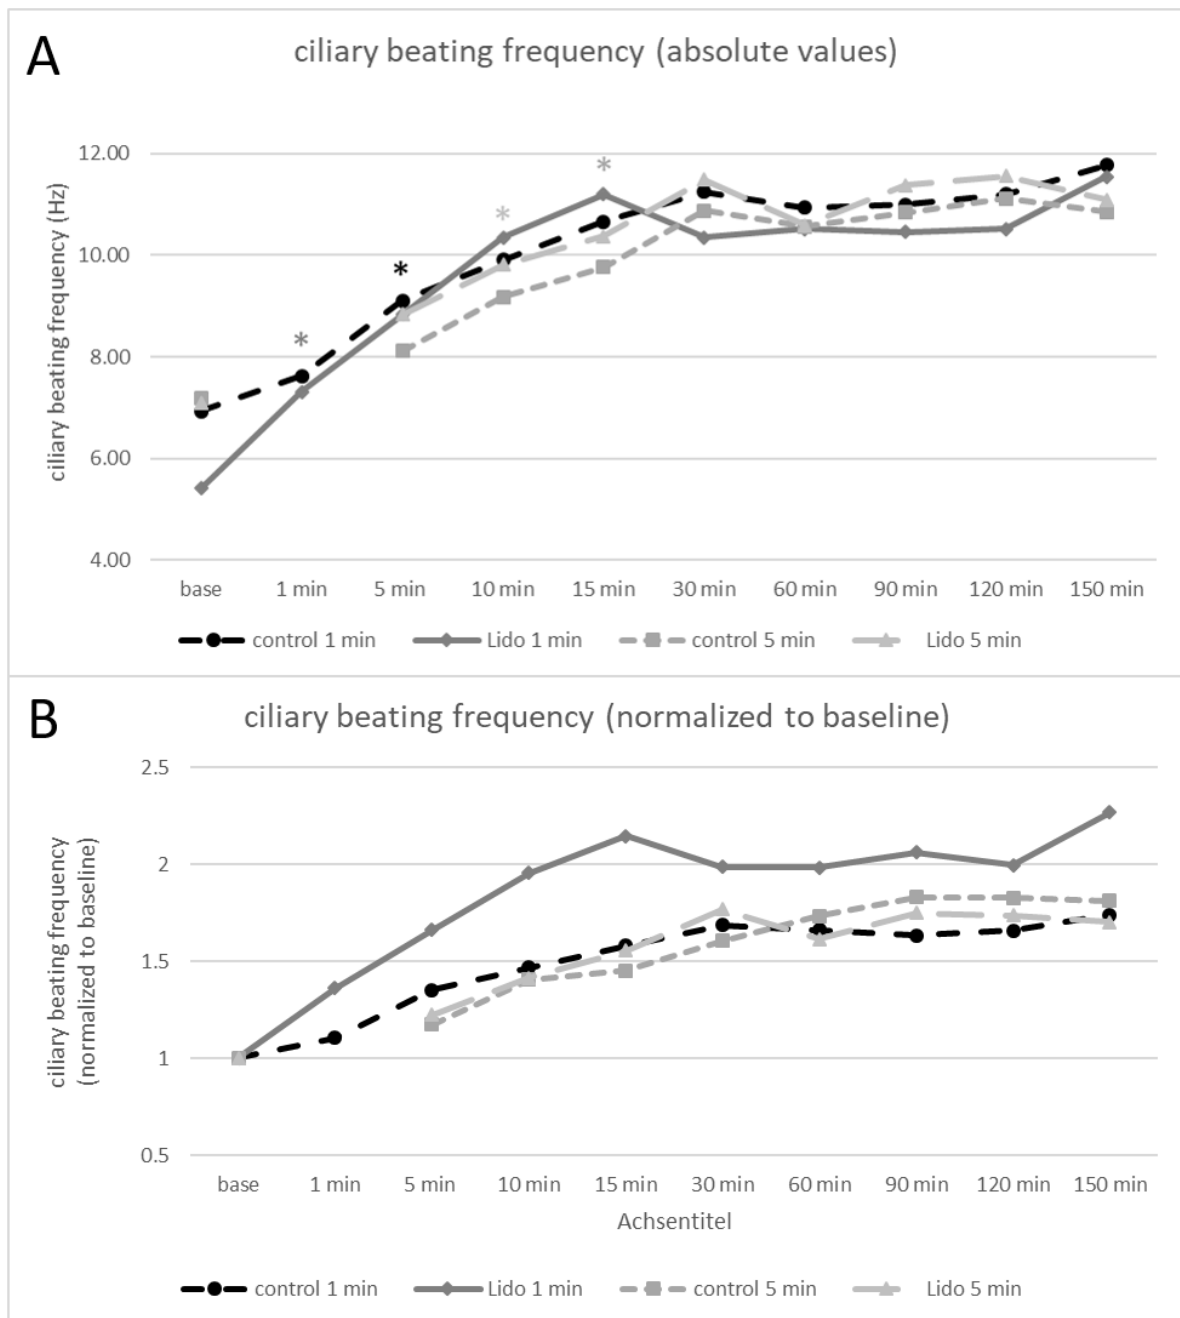 A
ciliary beating frequency (absolute values)
ciliary beating frequency (Hz)
12.00
10.00
8.00
6.00
4.00
*
*
*
*
base 1 min 5 min 10 min 15 min 30 min 60 min 90 min 120 min 150 min
control 1 min Lido 1 min control 5 min Lido 5 min
B
ciliary beating frequency (normalized to baseline)
ciliary beating frequency
(normalized to baseline)
2.5
2
1.5
1
0.5
base 1 min 5 min 10 min 15 min 30 min 60 min 90 min 120 min 150 min
Achsentitel
control 1 min Lido 1 min control 5 min Lido 5 min